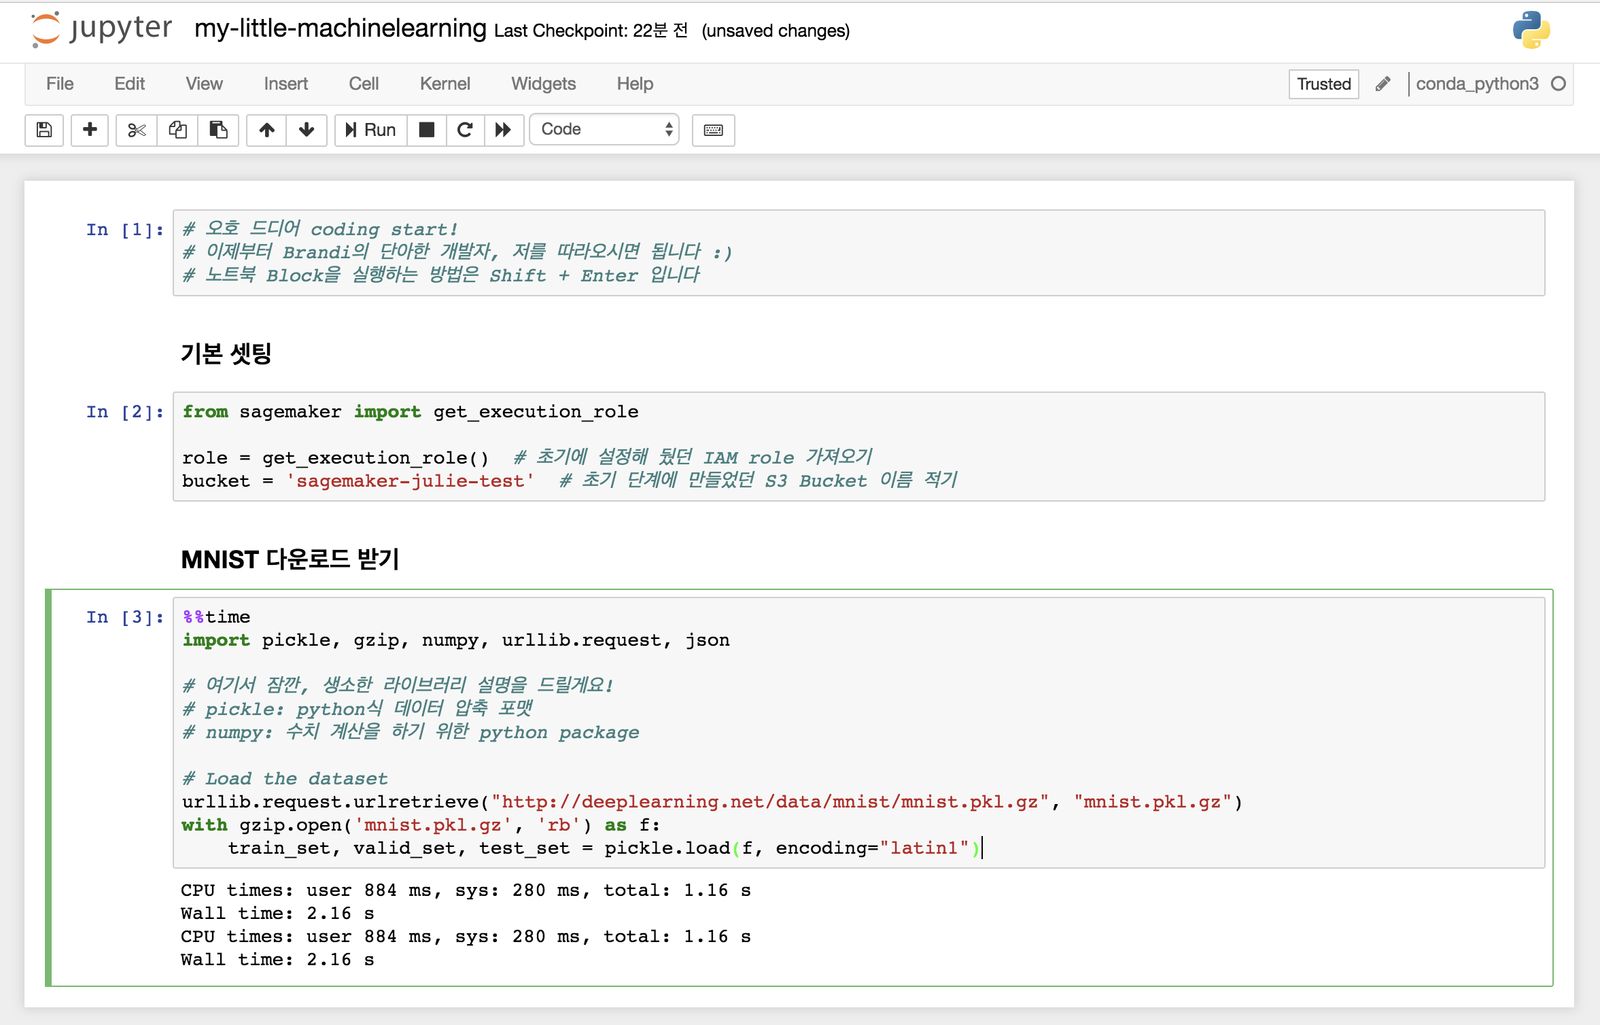 jupyter my-little-machinelearning Last Checkpoint: 22분 전 (unsaved changes)
File Edit View Insert Cell Kernel Widgets Help Trusted conda_python3
Run Code
In [1]: # 오호 드디어 coding start!
# 이제부터 Brandi의 단아한 개발자, 저를 따라오시면 됩니다 :)
# 노트북 Block을 실행하는 방법은 Shift + Enter 입니다
기본 셋팅
In [2]: from sagemaker import get_execution_role
role = get_execution_role()  # 초기에 설정해 뒀던 IAM role 가져오기
bucket = 'sagemaker-julie-test'  # 초기 단계에 만들었던 S3 Bucket 이름 적기
MNIST 다운로드 받기
In [3]: %%time
import pickle, gzip, numpy, urllib.request, json
# 여기서 잠깐, 생소한 라이브러리 설명을 드릴게요!
# pickle: python식 데이터 압축 포맷
# numpy: 수치 계산을 하기 위한 python package
# Load the dataset
urllib.request.urlretrieve("http://deeplearning.net/data/mnist/mnist.pkl.gz", "mnist.pkl.gz")
with gzip.open('mnist.pkl.gz', 'rb') as f:
    train_set, valid_set, test_set = pickle.load(f, encoding="latin1")
CPU times: user 884 ms, sys: 280 ms, total: 1.16 s
Wall time: 2.16 s
CPU times: user 884 ms, sys: 280 ms, total: 1.16 s
Wall time: 2.16 s